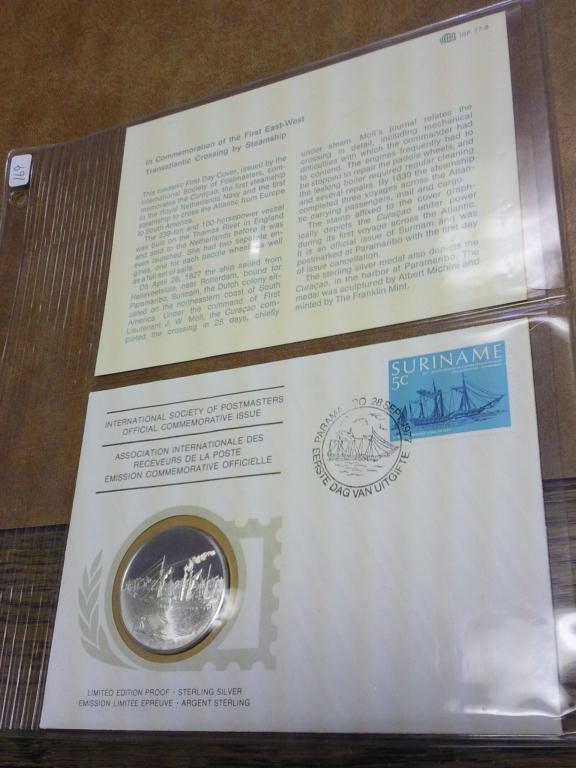 169
ISP 77-9
In Commemoration of the First East-West
Transatlantic Crossing by Steamship
This medallic First Day Cover, issued by the
International Society of Postmasters, com-
memorates the Curaçao, the first steamship
in the Royal Netherlands Navy and the first
steamship to cross the Atlantic from Europe
to South America.
The 239-ton and 100-horsepower vessel
was built on the Thames River in England
and sold to the Netherlands before it was
even launched. She had two separate en-
gines, one for each paddle wheel, as well
as a full set of sails.
On April 26, 1827 the ship sailed from
Hellevoetsluis, near Rotterdam, bound for
Paramaribo, Surinam, the Dutch colony sit-
uated on the northeastern coast of South
America. Under the command of First
Lieutenant J. W. Moll, the Curaçao com-
pleted the crossing in 28 days, chiefly
under steam. Moll's journal relates the
crossing in detail, including mechanical
difficulties with which the commander had
to contend. The engines frequently had to
be stopped to repair the paddle wheels, and
a leaking boiler required regular cleaning
and several repairs. By 1830 the steamship
completed three voyages across the Atlan-
tic carrying passengers, mail and cargo.
The stamp affixed to the cover graph-
ically depicts the Curaçao under power
during its first voyage across the Atlantic.
It is an official issue of Surinam and was
postmarked at Paramaribo with the first day
of issue cancellation.
The sterling silver medal also depicts the
Curaçao, in the harbor at Paramaribo. The
medal was sculptured by Albert Michini and
minted by The Franklin Mint.
INTERNATIONAL SOCIETY OF POSTMASTERS
OFFICIAL COMMEMORATIVE ISSUE
ASSOCIATION INTERNATIONALE DES
RECEVEURS DE LA POSTE
EMISSION COMMEMORATIVE OFFICIELLE
SURINAME
5c
28 SEP. 1977
EERSTE DAG VAN UITGIFTE
LIMITED EDITION PROOF · STERLING SILVER
EMISSION LIMITEE EPREUVE · ARGENT STERLING